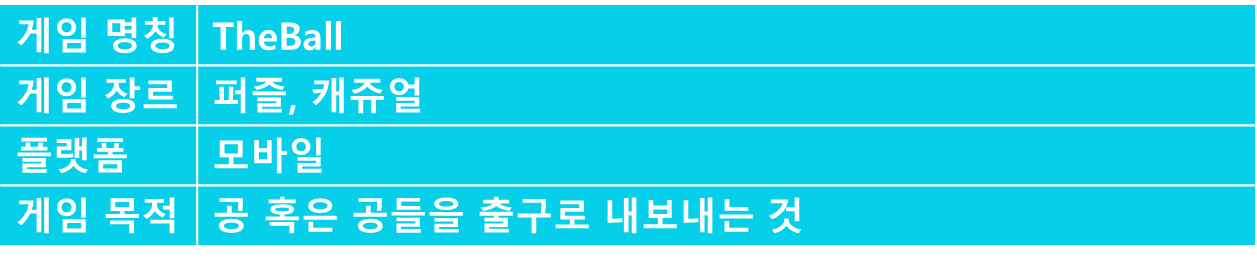 게임 명칭 TheBall
게임 장르 퍼즐, 캐쥬얼
플랫폼 모바일
게임 목적 공 혹은 공들을 출구로 내보내는 것